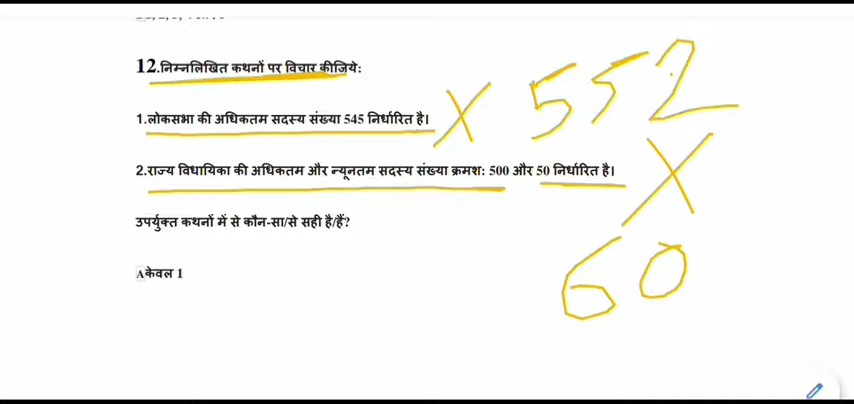 12.निम्नलिखित कथनों पर विचार कीजिये:
1.लोकसभा की अधिकतम सदस्य संख्या 545 निर्धारित है। X 552
2.राज्य विधायिका की अधिकतम और न्यूनतम सदस्य संख्या क्रमश: 500 और 50 निर्धारित है। X
60
उपर्युक्त कथनों में से कौन-सा/से सही है/हैं?
Aकेवल 1